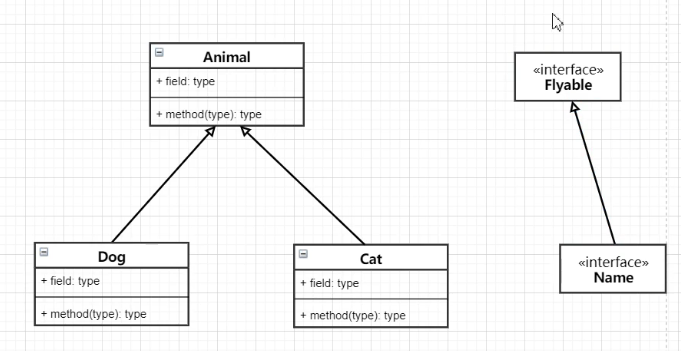 Animal
+ field: type
+ method(type): type
«interface»
Flyable
Dog
+ field: type
+ method(type): type
Cat
+ field: type
+ method(type): type
«interface»
Name